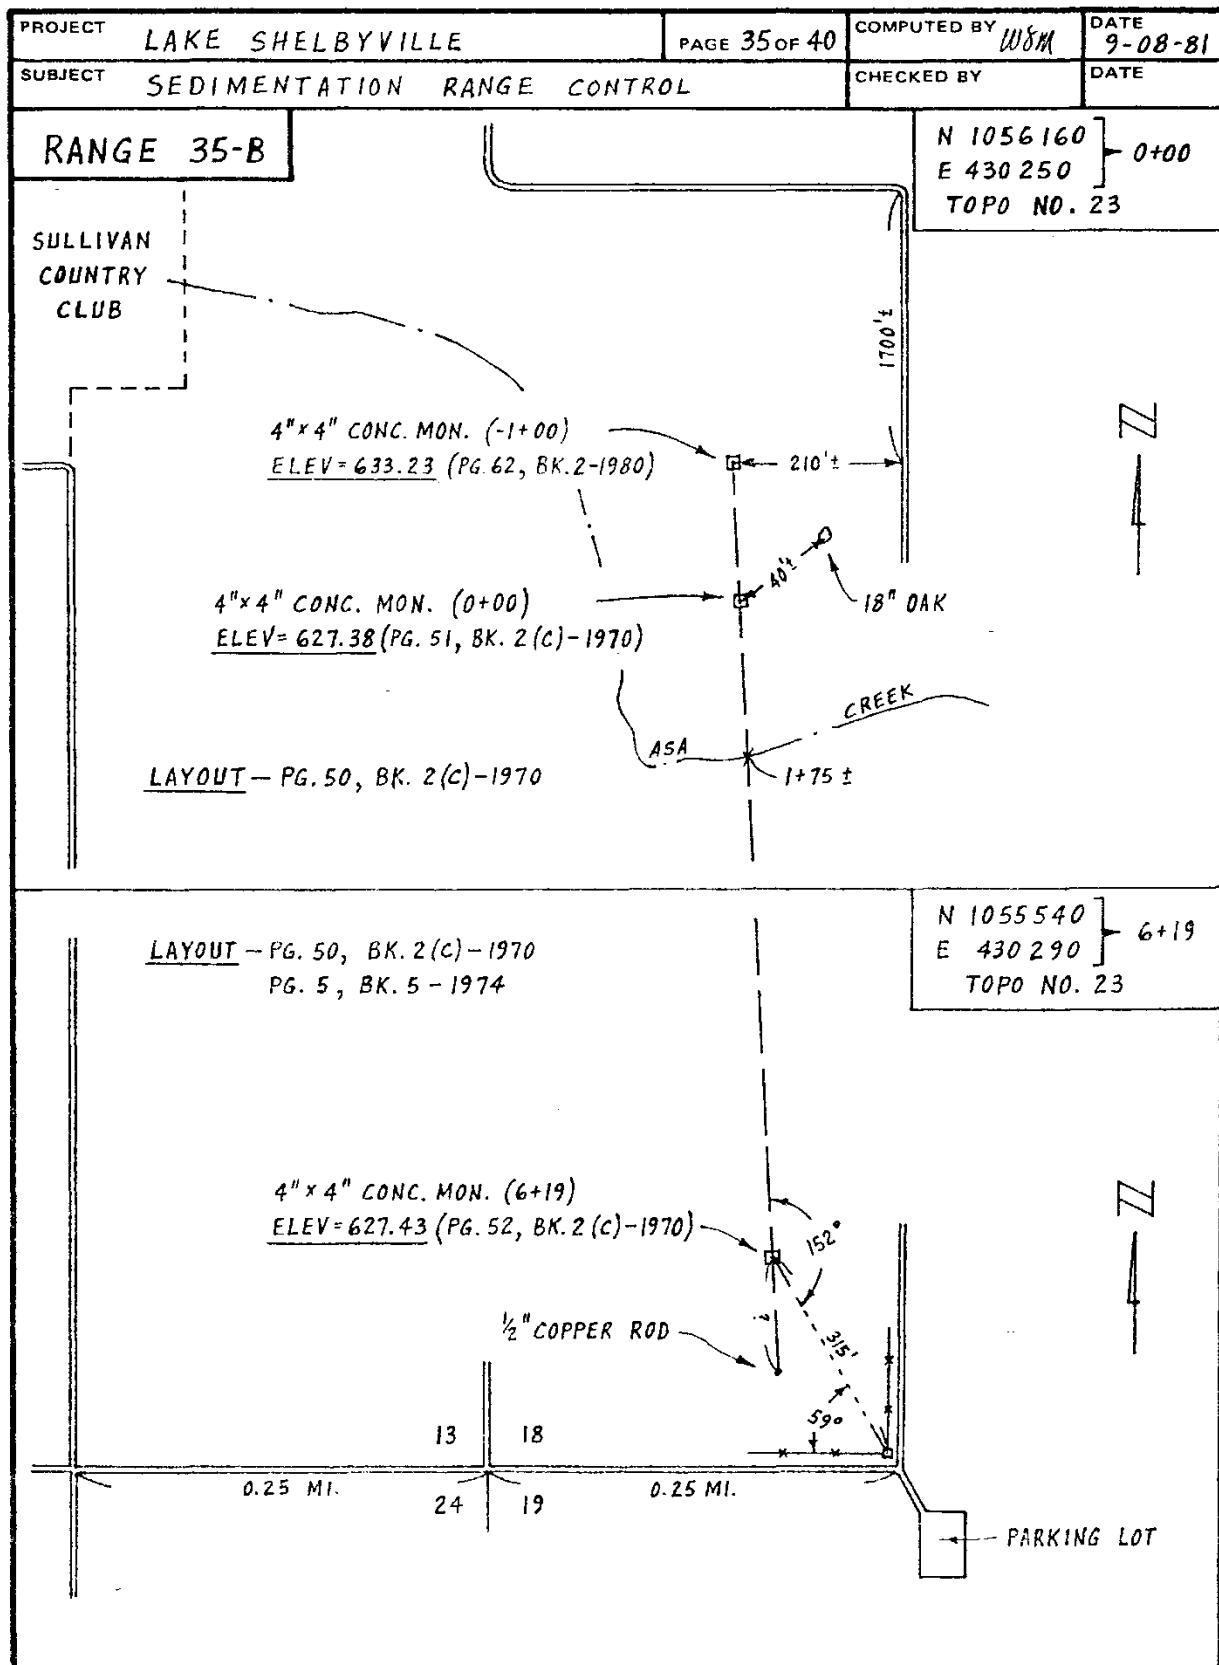 PROJECT LAKE SHELBYVILLE PAGE 35 OF 40 COMPUTED BY WSM DATE 9-08-81
SUBJECT SEDIMENTATION RANGE CONTROL CHECKED BY DATE
RANGE 35-B
N 1056160
E 430250
0+00
TOPO NO. 23
SULLIVAN
COUNTRY
CLUB
1700'±
N
4"x4" CONC. MON. (-1+00)
ELEV=633.23 (PG.62, BK.2-1980)
210'±
40'±
18" OAK
4"x4" CONC. MON. (0+00)
ELEV=627.38 (PG. 51, BK. 2(C)-1970)
ASA CREEK
1+75 ±
LAYOUT - PG. 50, BK. 2(C)-1970
N 1055540
E 430290
6+19
TOPO NO. 23
LAYOUT - PG. 50, BK. 2(C)-1970
PG. 5, BK. 5-1974
N
4"x4" CONC. MON. (6+19)
ELEV=627.43 (PG. 52, BK. 2(C)-1970)
152°
½" COPPER ROD
?
315'
59°
13 18
0.25 MI. 0.25 MI.
24 19
PARKING LOT